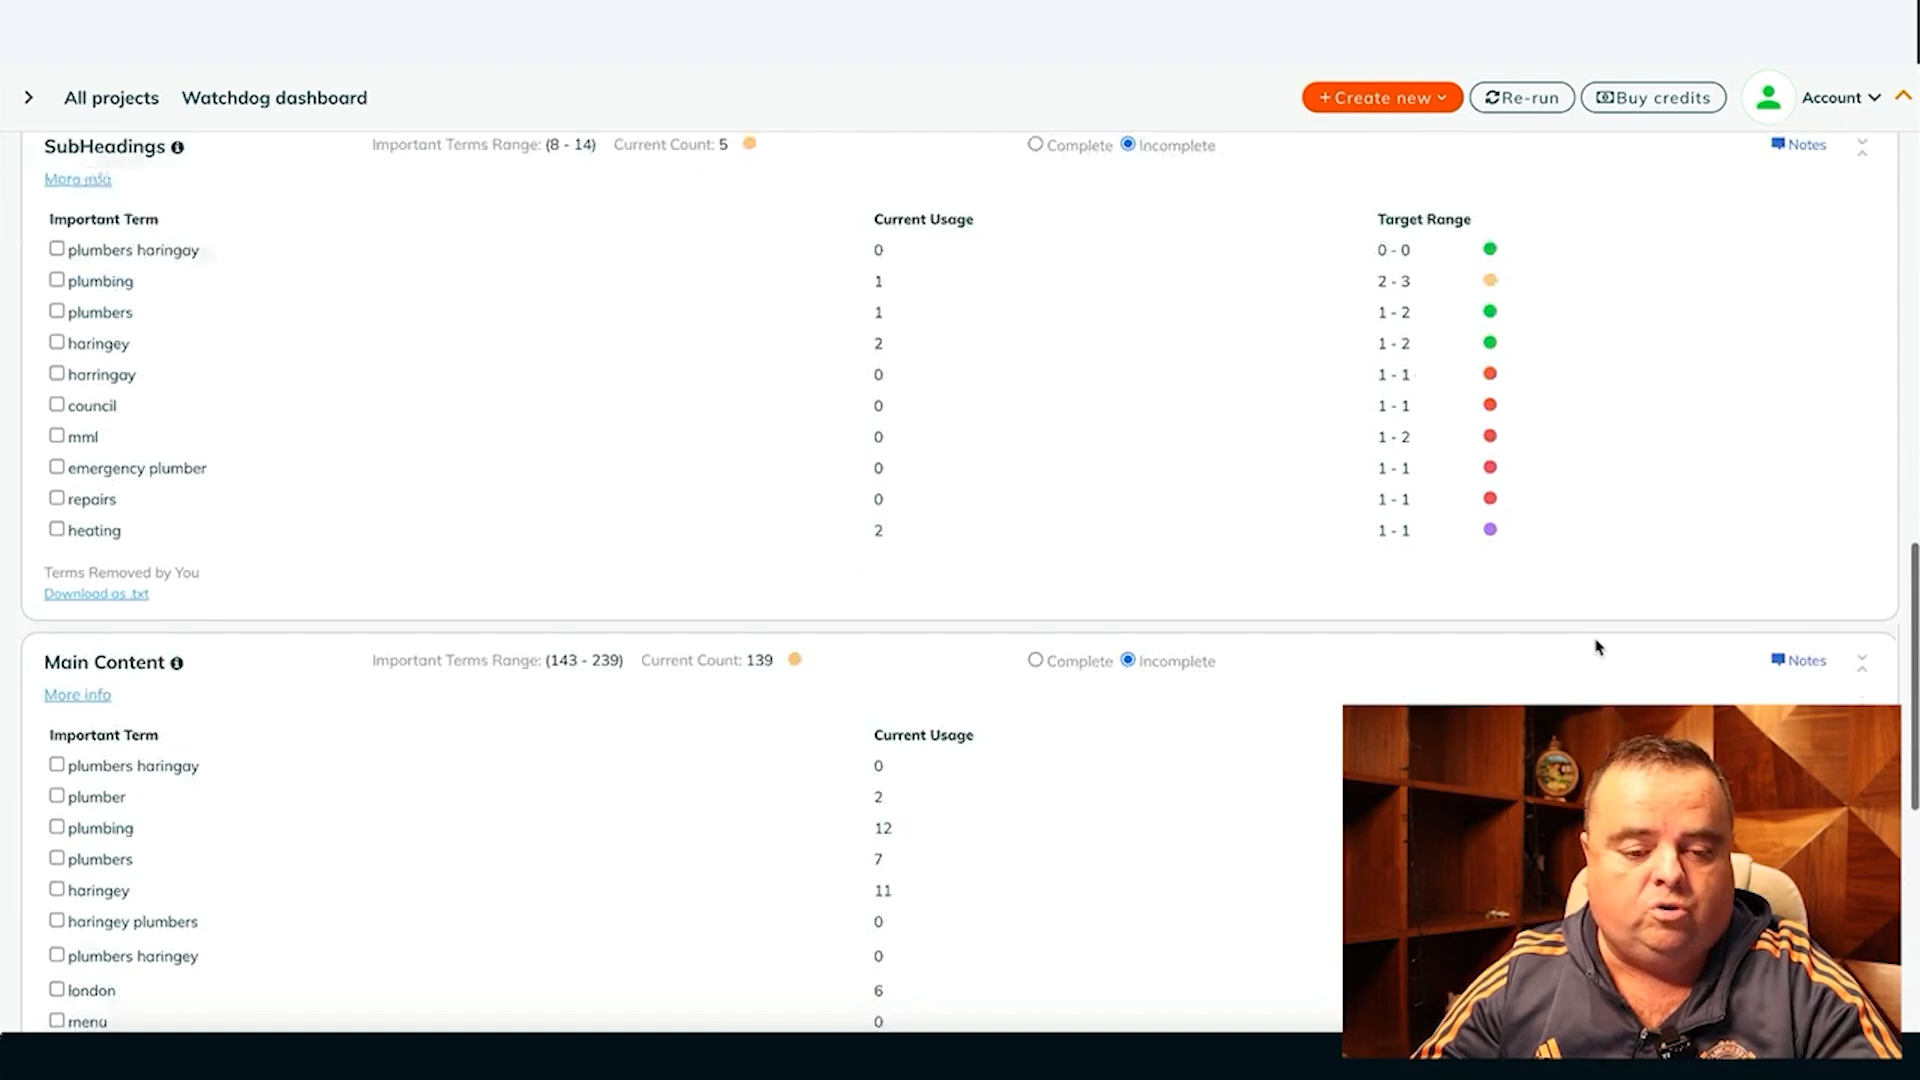 All projects Watchdog dashboard + Create new Re-run Buy credits Account
SubHeadings Important Terms Range: (8 - 14) Current Count: 5 Complete Incomplete Notes
More info
Important Term Current Usage Target Range
plumbers haringay 0 0 - 0
plumbing 1 2 - 3
plumbers 1 1 - 2
haringey 2 1 - 2
harringay 0 1 - 1
council 0 1 - 1
mml 0 1 - 2
emergency plumber 0 1 - 1
repairs 0 1 - 1
heating 2 1 - 1
Terms Removed by You
Download as .txt
Main Content Important Terms Range: (143 - 239) Current Count: 139 Complete Incomplete Notes
More info
Important Term Current Usage
plumbers haringay 0
plumber 2
plumbing 12
plumbers 7
haringey 11
haringey plumbers 0
plumbers haringey 0
london 6
menu 0